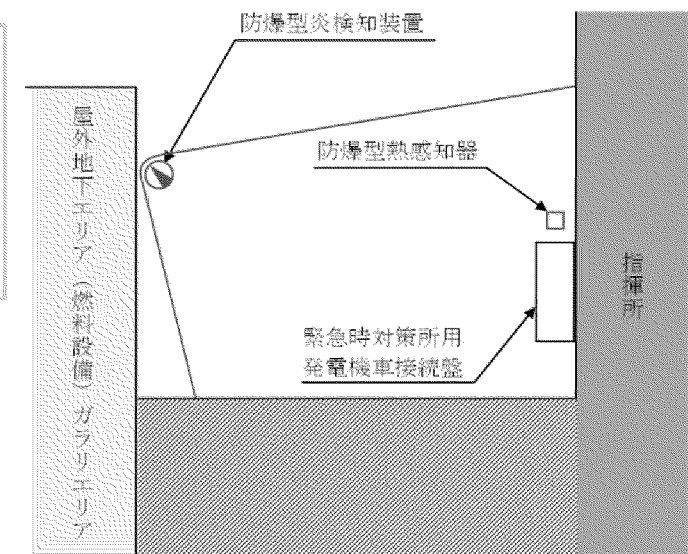 防爆型炎検知装置
防爆型熱感知器
屋外地下エリア（燃料設備）ガラリエリア
指揮所
緊急時対策所用
発電機車接続盤